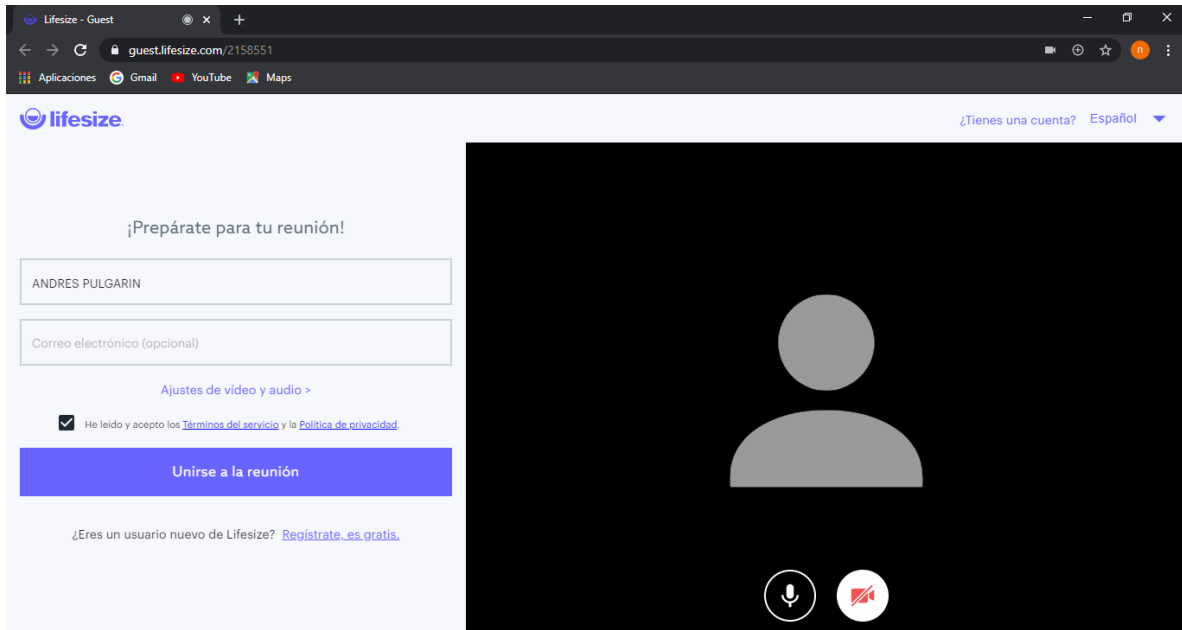 Lifesize - Guest
guest.lifesize.com/2158551
n
Aplicaciones Gmail YouTube Maps
lifesize
¿Tienes una cuenta? Español
¡Prepárate para tu reunión!
ANDRES PULGARIN
Correo electrónico (opcional)
Ajustes de vídeo y audio >
He leído y acepto los Términos del servicio y la Política de privacidad.
Unirse a la reunión
¿Eres un usuario nuevo de Lifesize? Regístrate, es gratis.